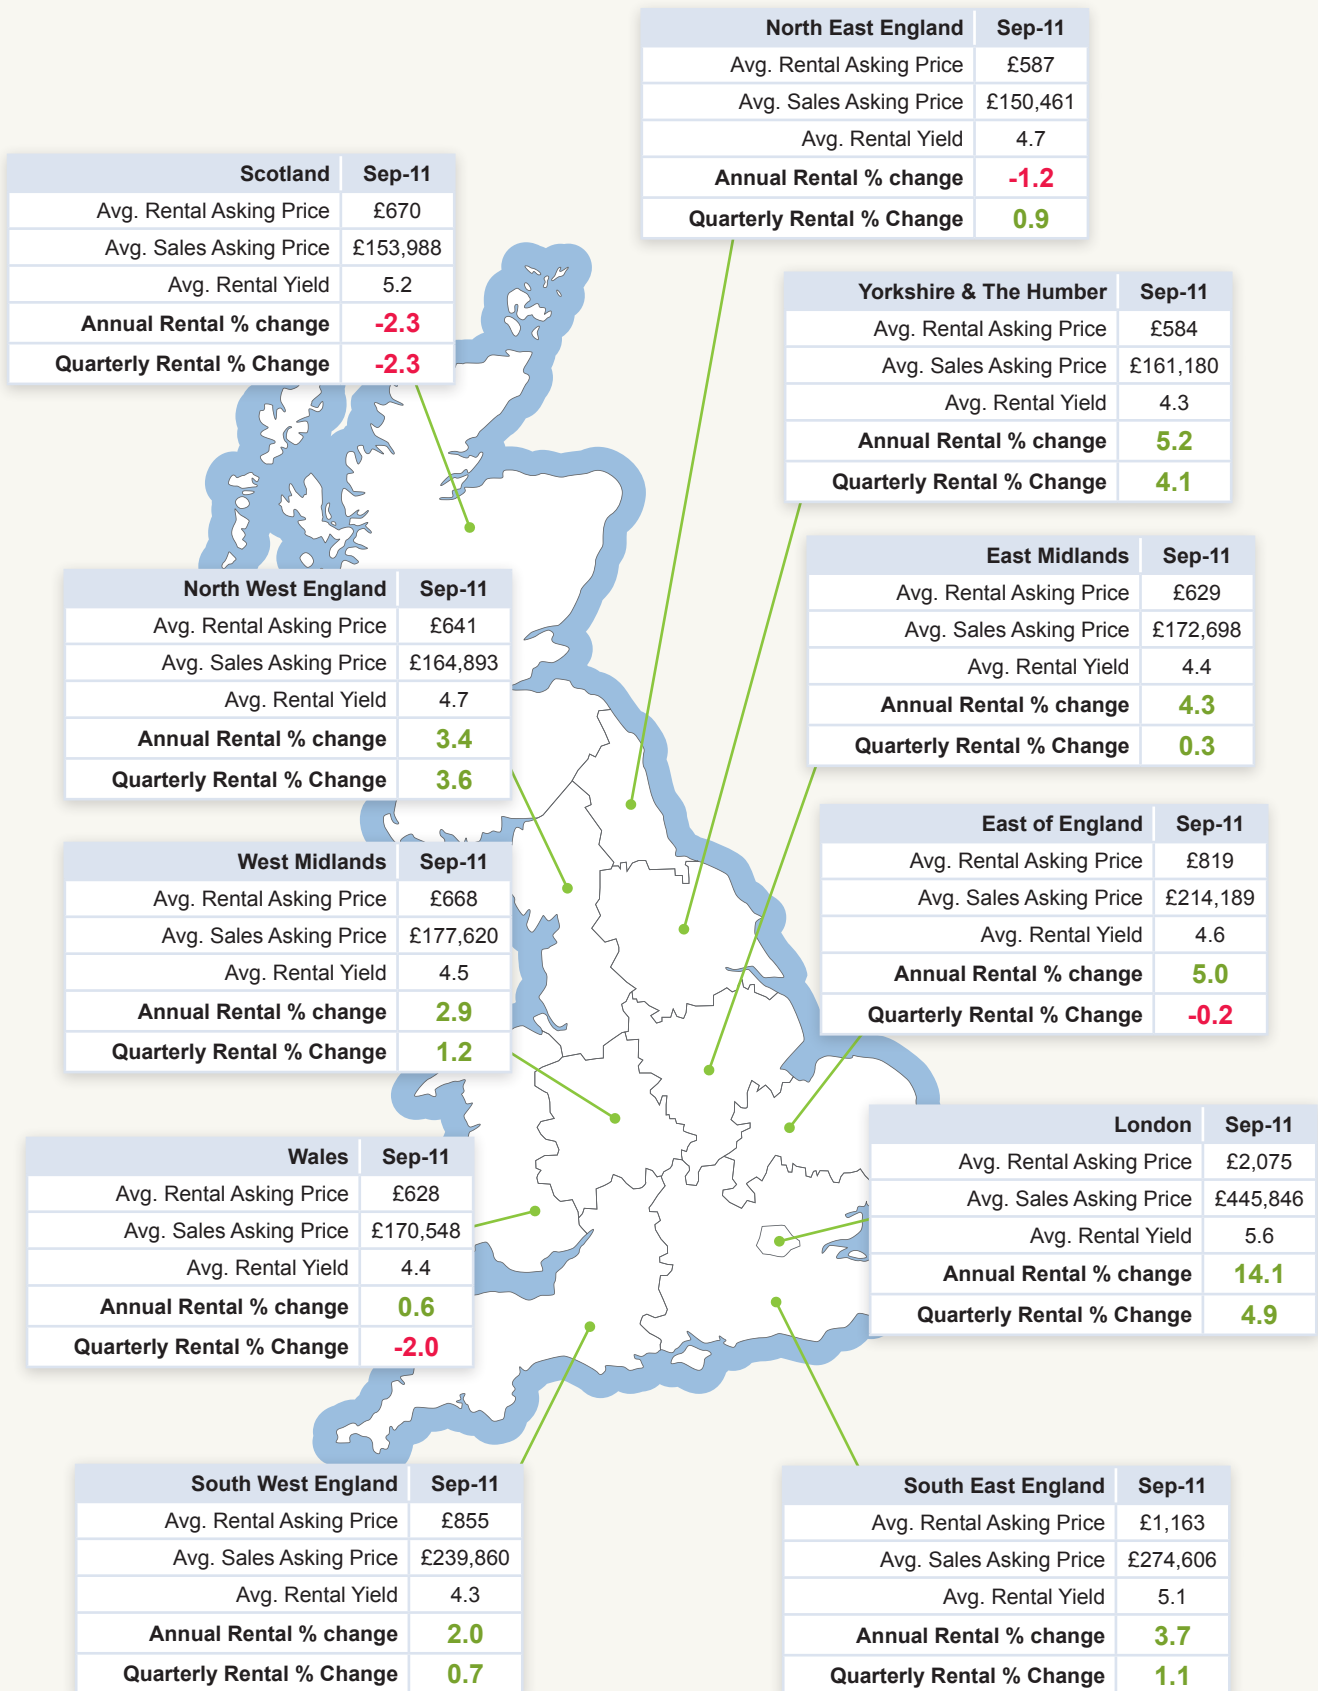 North East England Sep-11
Avg. Rental Asking Price £587
Avg. Sales Asking Price £150,461
Avg. Rental Yield 4.7
Annual Rental % change -1.2
Quarterly Rental % Change 0.9
Scotland Sep-11
Avg. Rental Asking Price £670
Avg. Sales Asking Price £153,988
Avg. Rental Yield 5.2
Annual Rental % change -2.3
Quarterly Rental % Change -2.3
Yorkshire & The Humber Sep-11
Avg. Rental Asking Price £584
Avg. Sales Asking Price £161,180
Avg. Rental Yield 4.3
Annual Rental % change 5.2
Quarterly Rental % Change 4.1
East Midlands Sep-11
Avg. Rental Asking Price £629
Avg. Sales Asking Price £172,698
Avg. Rental Yield 4.4
Annual Rental % change 4.3
Quarterly Rental % Change 0.3
North West England Sep-11
Avg. Rental Asking Price £641
Avg. Sales Asking Price £164,893
Avg. Rental Yield 4.7
Annual Rental % change 3.4
Quarterly Rental % Change 3.6
East of England Sep-11
Avg. Rental Asking Price £819
Avg. Sales Asking Price £214,189
Avg. Rental Yield 4.6
Annual Rental % change 5.0
Quarterly Rental % Change -0.2
West Midlands Sep-11
Avg. Rental Asking Price £668
Avg. Sales Asking Price £177,620
Avg. Rental Yield 4.5
Annual Rental % change 2.9
Quarterly Rental % Change 1.2
London Sep-11
Avg. Rental Asking Price £2,075
Avg. Sales Asking Price £445,846
Avg. Rental Yield 5.6
Annual Rental % change 14.1
Quarterly Rental % Change 4.9
Wales Sep-11
Avg. Rental Asking Price £628
Avg. Sales Asking Price £170,548
Avg. Rental Yield 4.4
Annual Rental % change 0.6
Quarterly Rental % Change -2.0
South West England Sep-11
Avg. Rental Asking Price £855
Avg. Sales Asking Price £239,860
Avg. Rental Yield 4.3
Annual Rental % change 2.0
Quarterly Rental % Change 0.7
South East England Sep-11
Avg. Rental Asking Price £1,163
Avg. Sales Asking Price £274,606
Avg. Rental Yield 5.1
Annual Rental % change 3.7
Quarterly Rental % Change 1.1